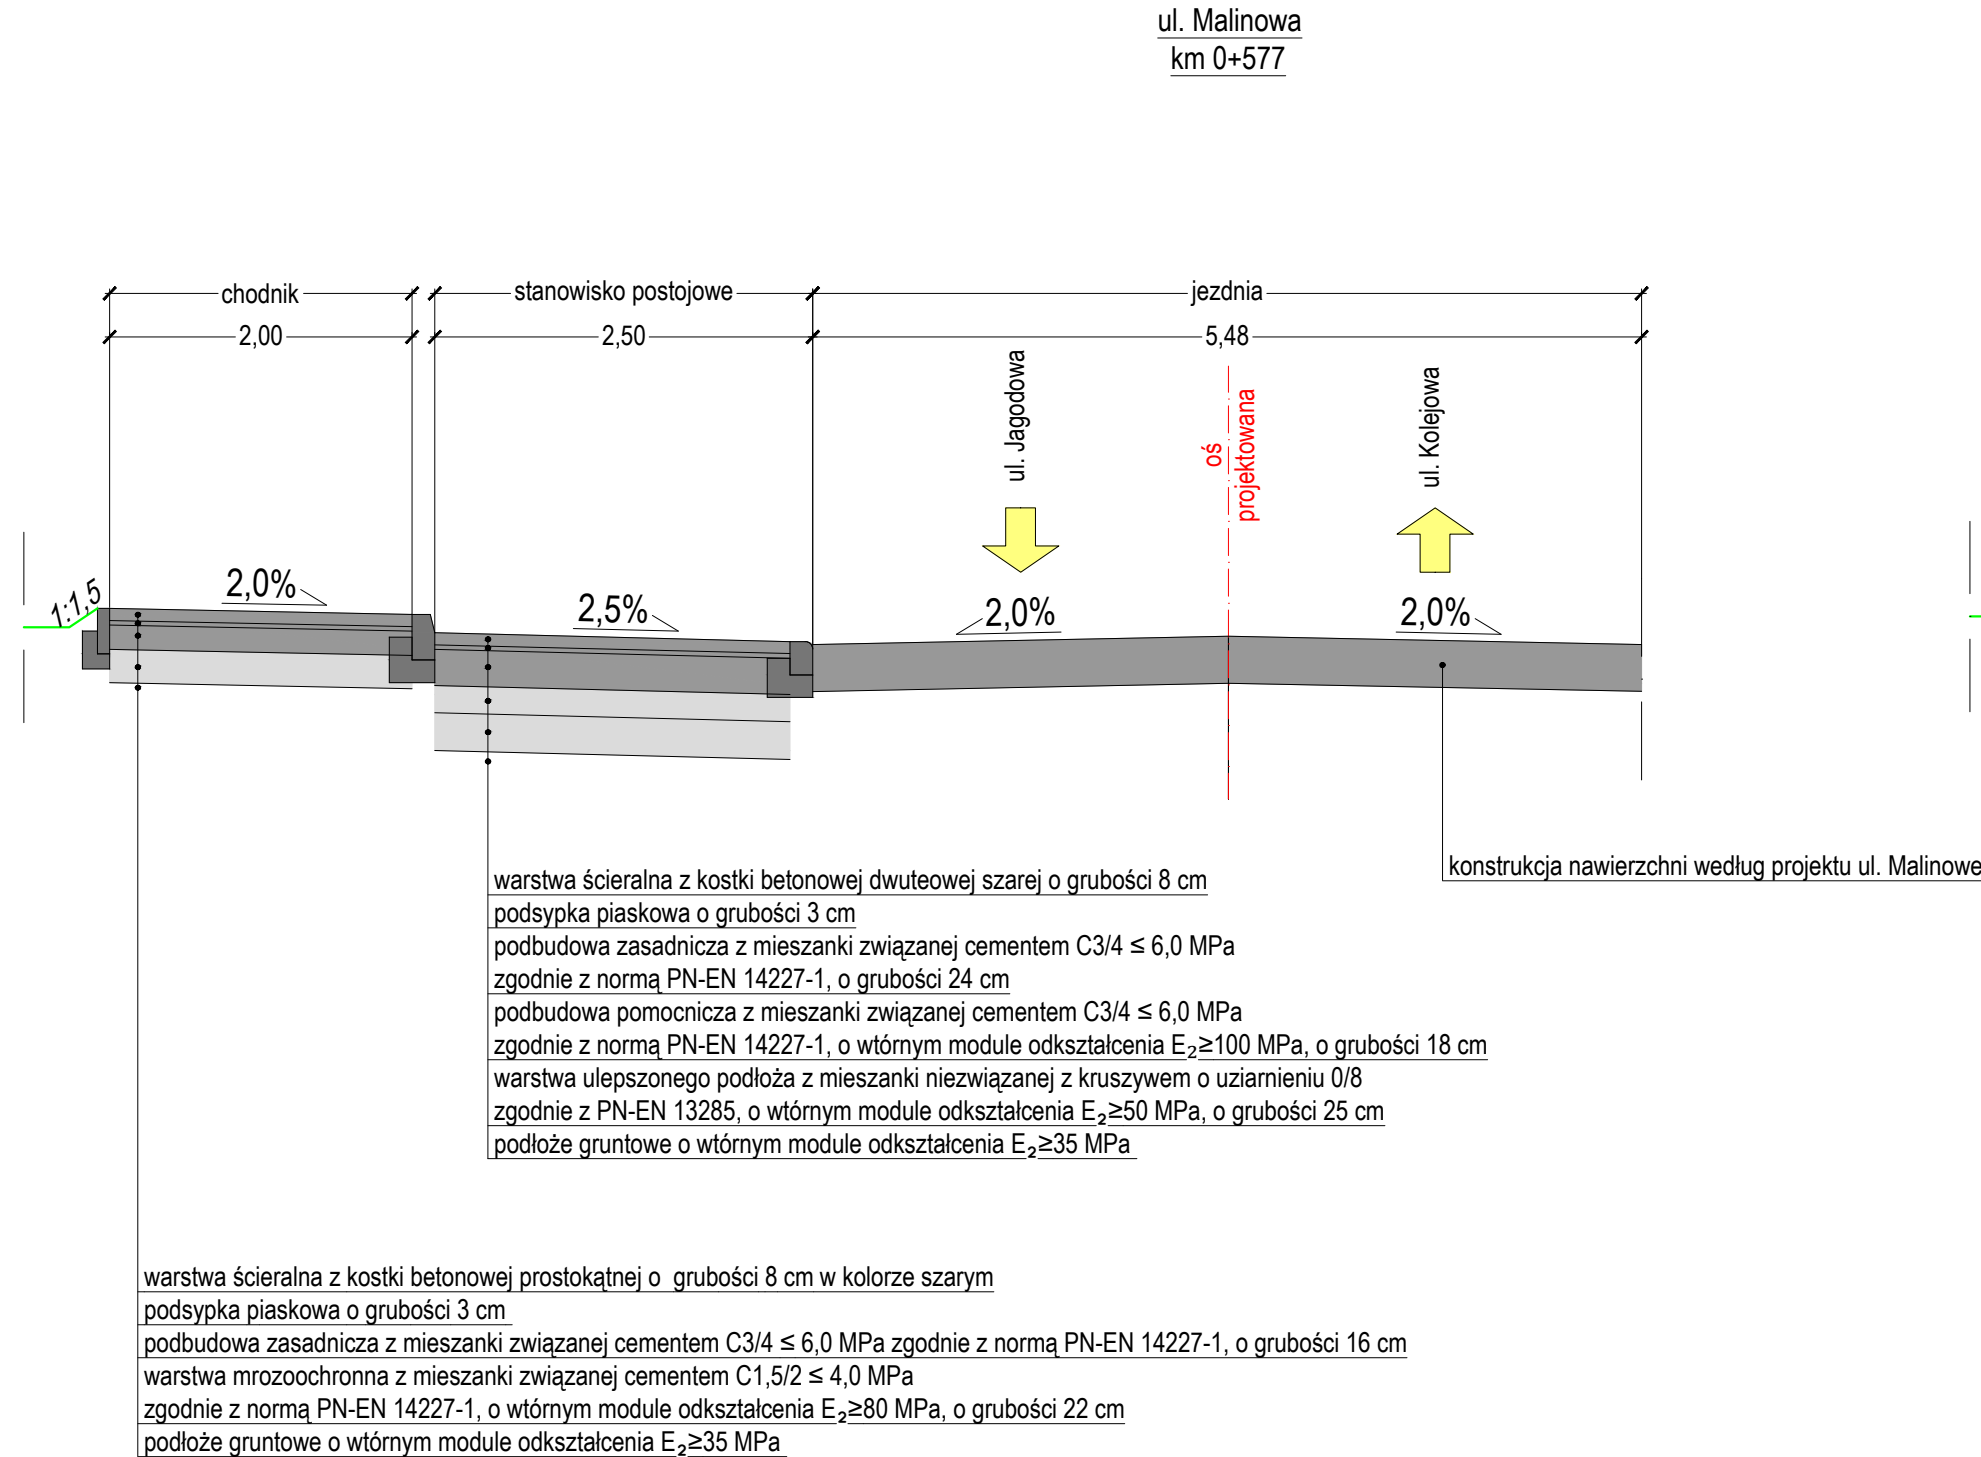 ul. Malinowa
km 0+577
chodnik
stanowisko postojowe
jezdnia
2,00
2,50
5,48
ul. Jagodowa
oś
projektowana
ul. Kolejowa
1:1,5
2,0%
2,5%
2,0%
2,0%
konstrukcja nawierzchni według projektu ul. Malinowe
warstwa ścieralna z kostki betonowej dwuteowej szarej o grubości 8 cm
podsypka piaskowa o grubości 3 cm
podbudowa zasadnicza z mieszanki związanej cementem C3/4 ≤ 6,0 MPa
zgodnie z normą PN-EN 14227-1, o grubości 24 cm
podbudowa pomocnicza z mieszanki związanej cementem C3/4 ≤ 6,0 MPa
zgodnie z normą PN-EN 14227-1, o wtórnym module odkształcenia E₂≥100 MPa, o grubości 18 cm
warstwa ulepszonego podłoża z mieszanki niezwiązanej z kruszywem o uziarnieniu 0/8
zgodnie z PN-EN 13285, o wtórnym module odkształcenia E₂≥50 MPa, o grubości 25 cm
podłoże gruntowe o wtórnym module odkształcenia E₂≥35 MPa
warstwa ścieralna z kostki betonowej prostokątnej o grubości 8 cm w kolorze szarym
podsypka piaskowa o grubości 3 cm
podbudowa zasadnicza z mieszanki związanej cementem C3/4 ≤ 6,0 MPa zgodnie z normą PN-EN 14227-1, o grubości 16 cm
warstwa mrozoochronna z mieszanki związanej cementem C1,5/2 ≤ 4,0 MPa
zgodnie z normą PN-EN 14227-1, o wtórnym module odkształcenia E₂≥80 MPa, o grubości 22 cm
podłoże gruntowe o wtórnym module odkształcenia E₂≥35 MPa